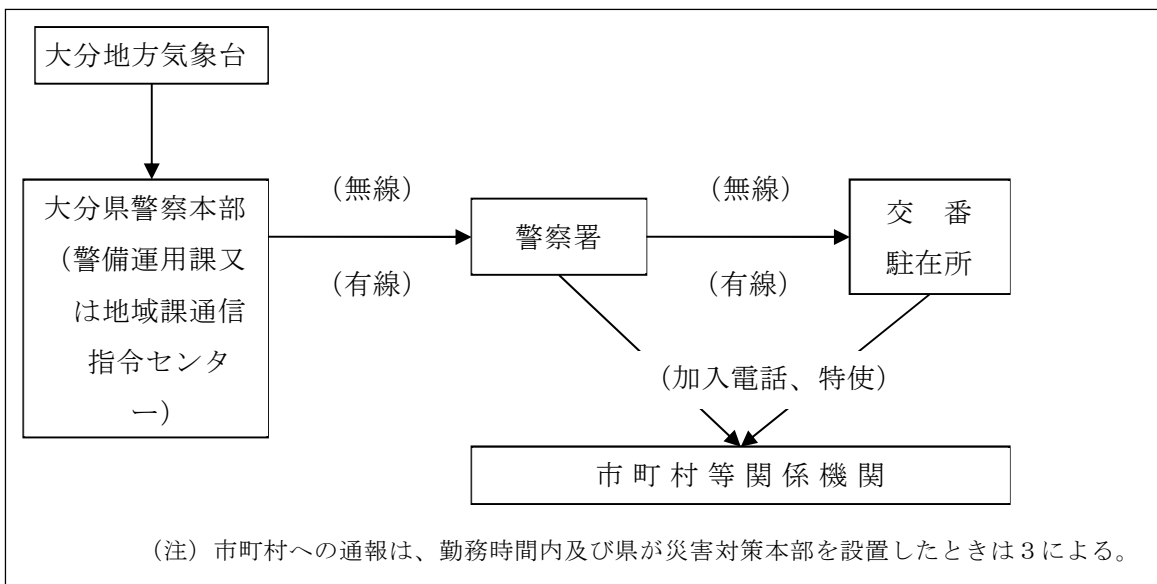 大分地方気象台
大分県警察本部
（警備運用課又
は地域課通信
指令センタ
ー）
（無線）
（有線）
警察署
（無線）
（有線）
交　番
駐在所
（加入電話、特使）
市町村等関係機関
（注）市町村への通報は、勤務時間内及び県が災害対策本部を設置したときは３による。